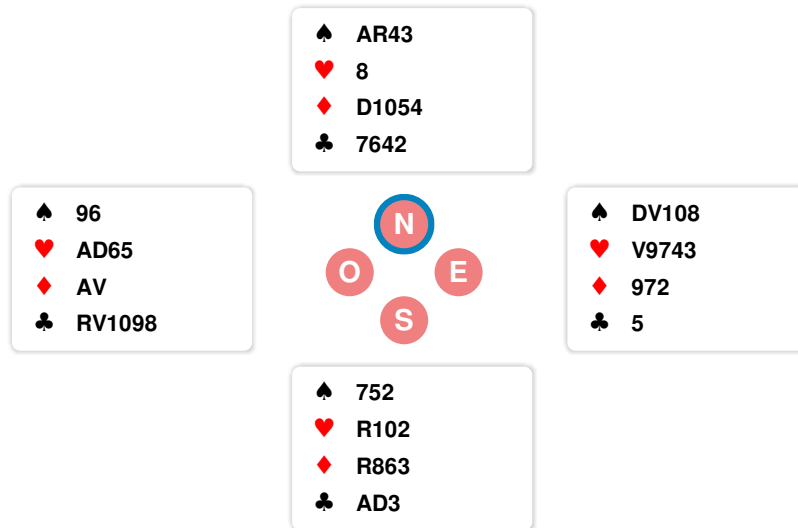 ♠ AR43
♥ 8
♦ D1054
♣ 7642
♠ 96
♥ AD65
♦ AV
♣ RV1098
N
O E
S
♠ DV108
♥ V9743
♦ 972
♣ 5
♠ 752
♥ R102
♦ R863
♣ AD3